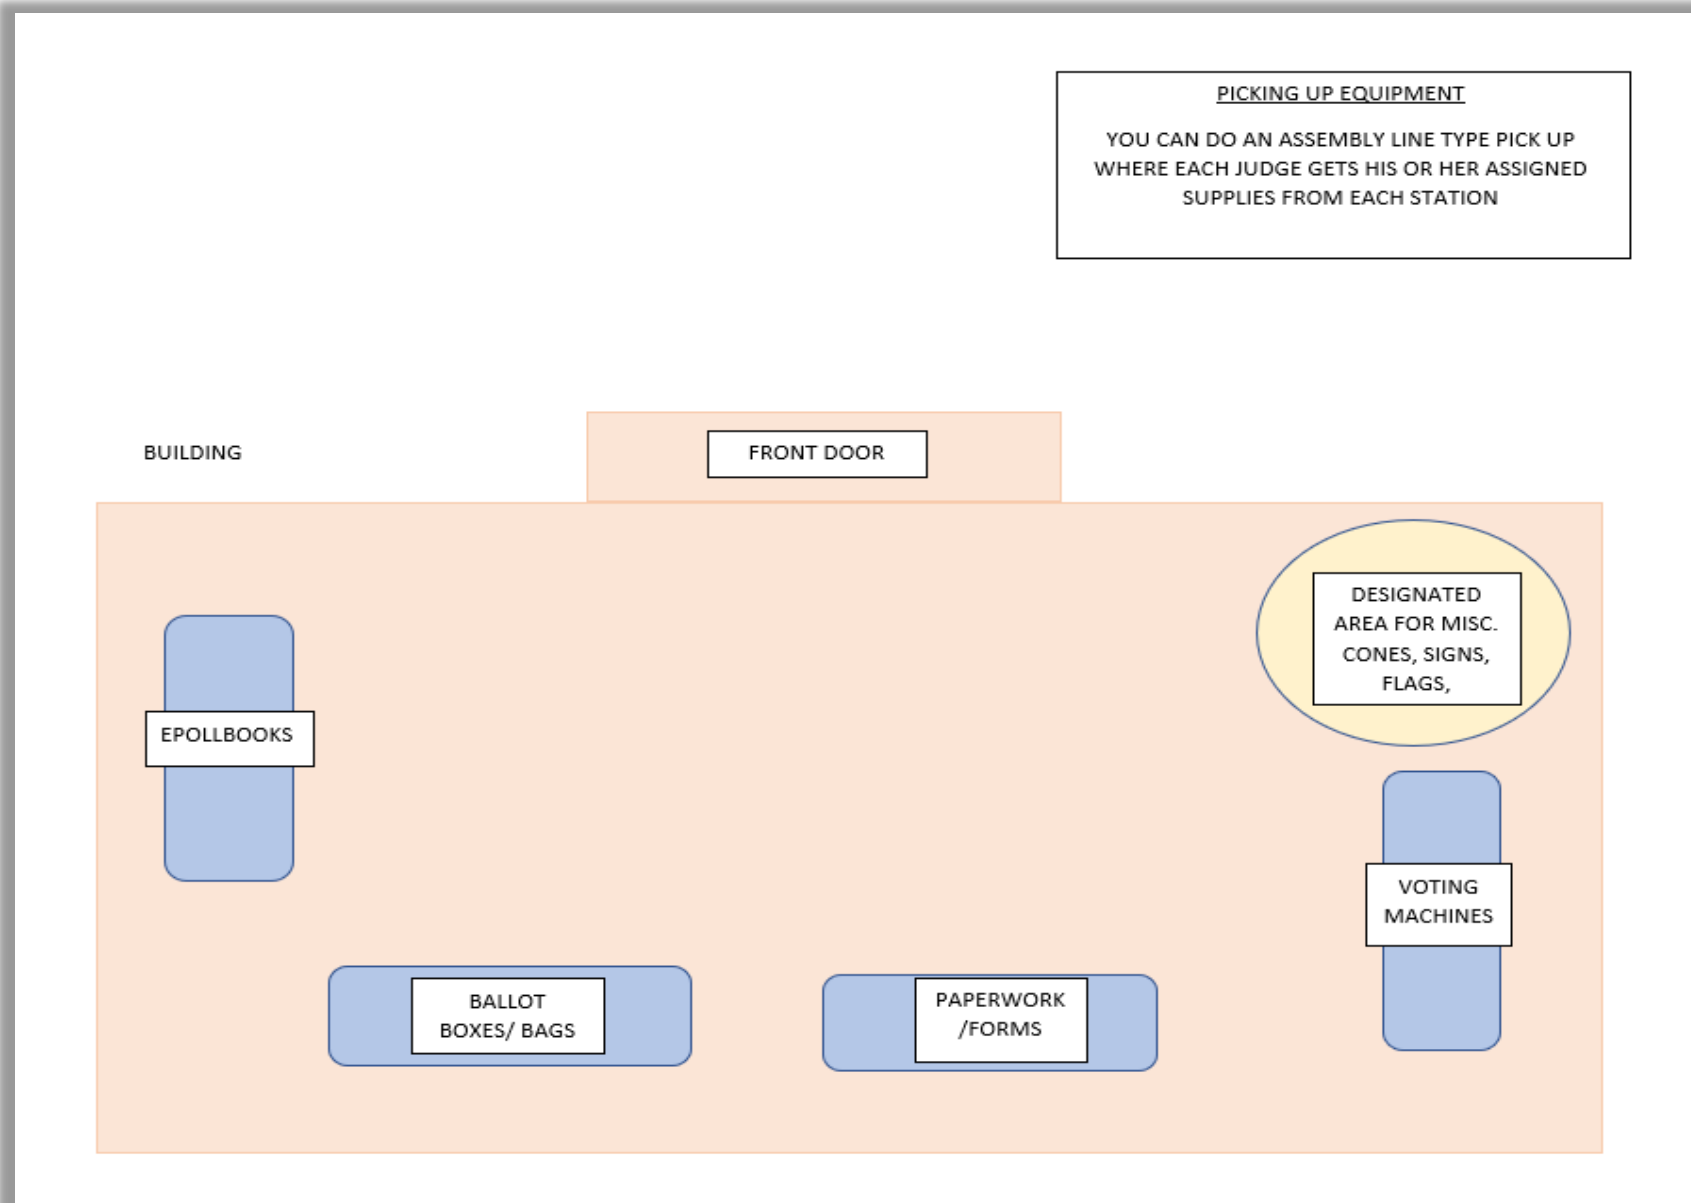 PICKING UP EQUIPMENT
YOU CAN DO AN ASSEMBLY LINE TYPE PICK UP
WHERE EACH JUDGE GETS HIS OR HER ASSIGNED
SUPPLIES FROM EACH STATION
BUILDING
FRONT DOOR
DESIGNATED
AREA FOR MISC.
CONES, SIGNS,
FLAGS,
EPOLLBOOKS
VOTING
MACHINES
BALLOT
BOXES/ BAGS
PAPERWORK
/FORMS